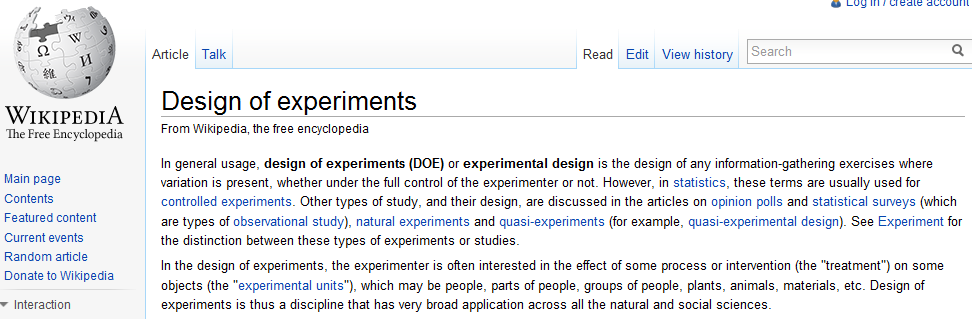 Log in / create account
Article Talk Read Edit View history Search
WIKIPEDIA
The Free Encyclopedia
Main page
Contents
Featured content
Current events
Random article
Donate to Wikipedia
Interaction
Design of experiments
From Wikipedia, the free encyclopedia
In general usage, design of experiments (DOE) or experimental design is the design of any information-gathering exercises where
variation is present, whether under the full control of the experimenter or not. However, in statistics, these terms are usually used for
controlled experiments. Other types of study, and their design, are discussed in the articles on opinion polls and statistical surveys (which
are types of observational study), natural experiments and quasi-experiments (for example, quasi-experimental design). See Experiment for
the distinction between these types of experiments or studies.
In the design of experiments, the experimenter is often interested in the effect of some process or intervention (the "treatment") on some
objects (the "experimental units"), which may be people, parts of people, groups of people, plants, animals, materials, etc. Design of
experiments is thus a discipline that has very broad application across all the natural and social sciences.